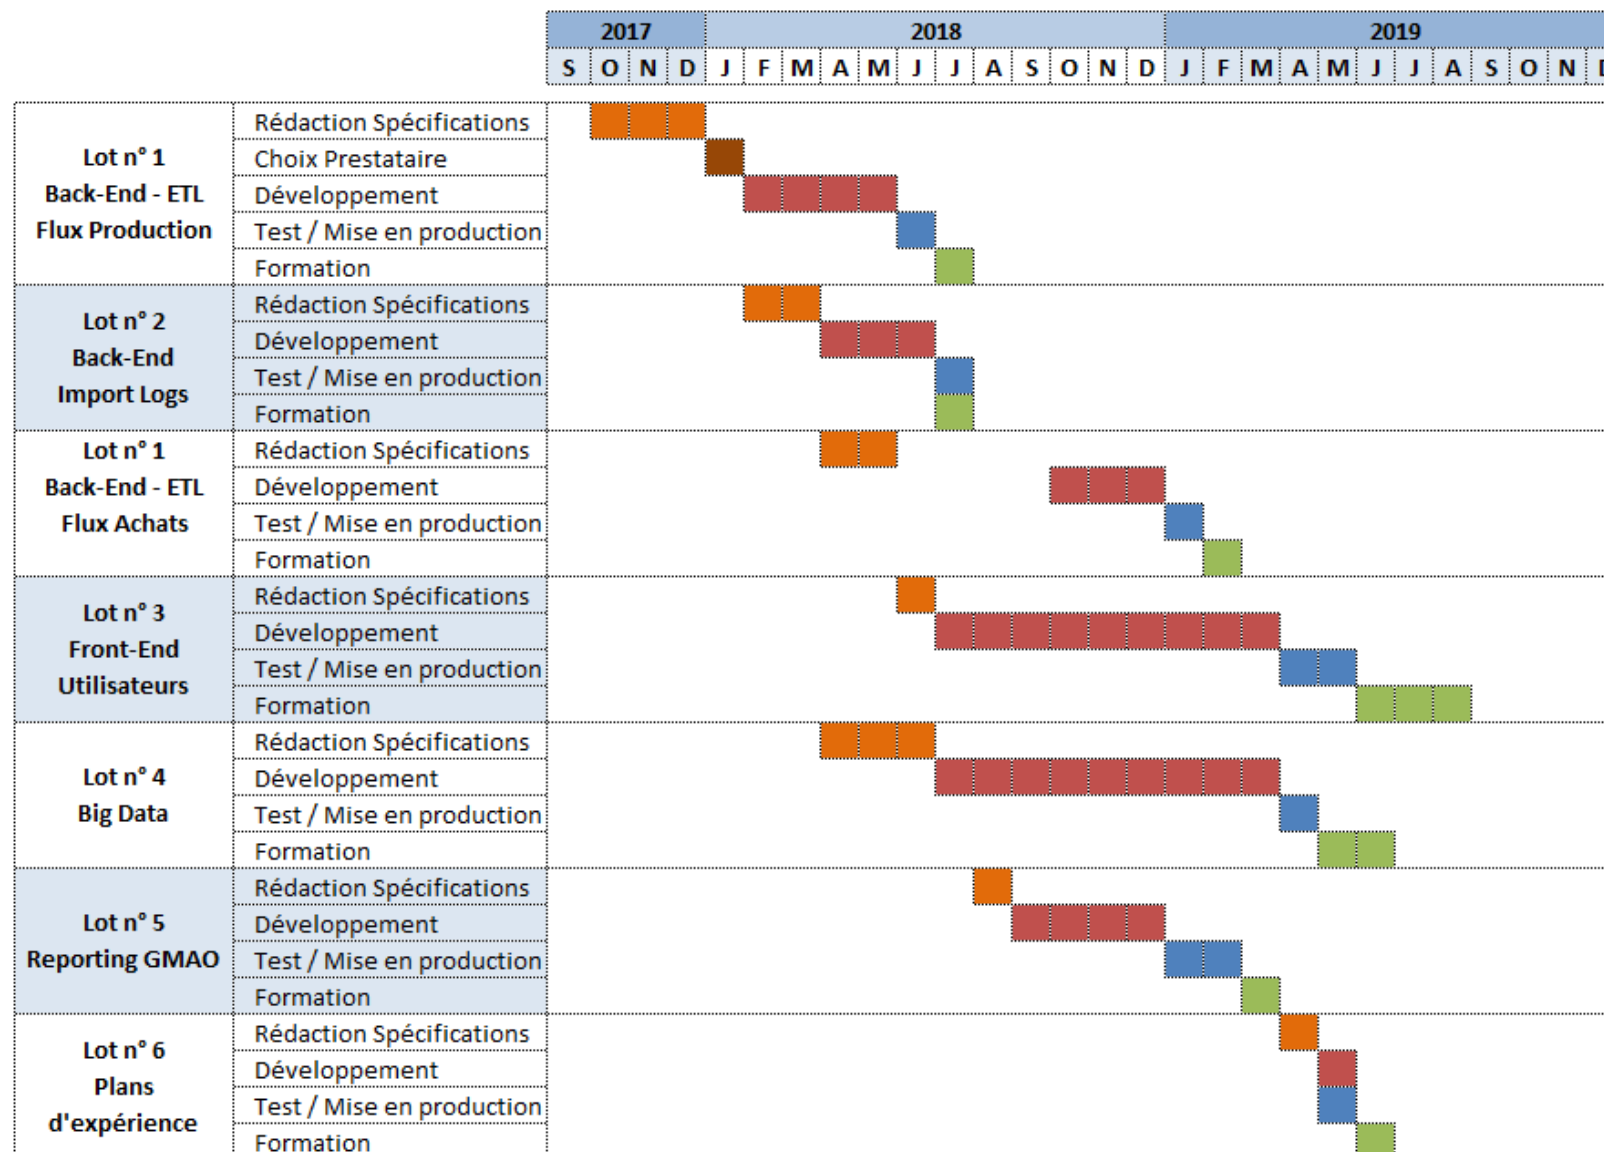 2017 2018 2019
S O N D J F M A M J J A S O N D J F M A M J J A S O N D
Lot n° 1
Back-End - ETL
Flux Production
Rédaction Spécifications
Choix Prestataire
Développement
Test / Mise en production
Formation
Lot n° 2
Back-End
Import Logs
Rédaction Spécifications
Développement
Test / Mise en production
Formation
Lot n° 1
Back-End - ETL
Flux Achats
Rédaction Spécifications
Développement
Test / Mise en production
Formation
Lot n° 3
Front-End
Utilisateurs
Rédaction Spécifications
Développement
Test / Mise en production
Formation
Lot n° 4
Big Data
Rédaction Spécifications
Développement
Test / Mise en production
Formation
Lot n° 5
Reporting GMAO
Rédaction Spécifications
Développement
Test / Mise en production
Formation
Lot n° 6
Plans
d'expérience
Rédaction Spécifications
Développement
Test / Mise en production
Formation